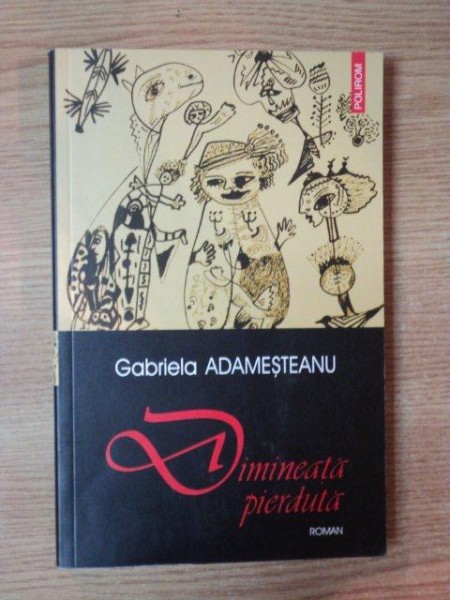 POLIROM
Gabriela ADAMEȘTEANU
Dimineață
pierdută
ROMAN